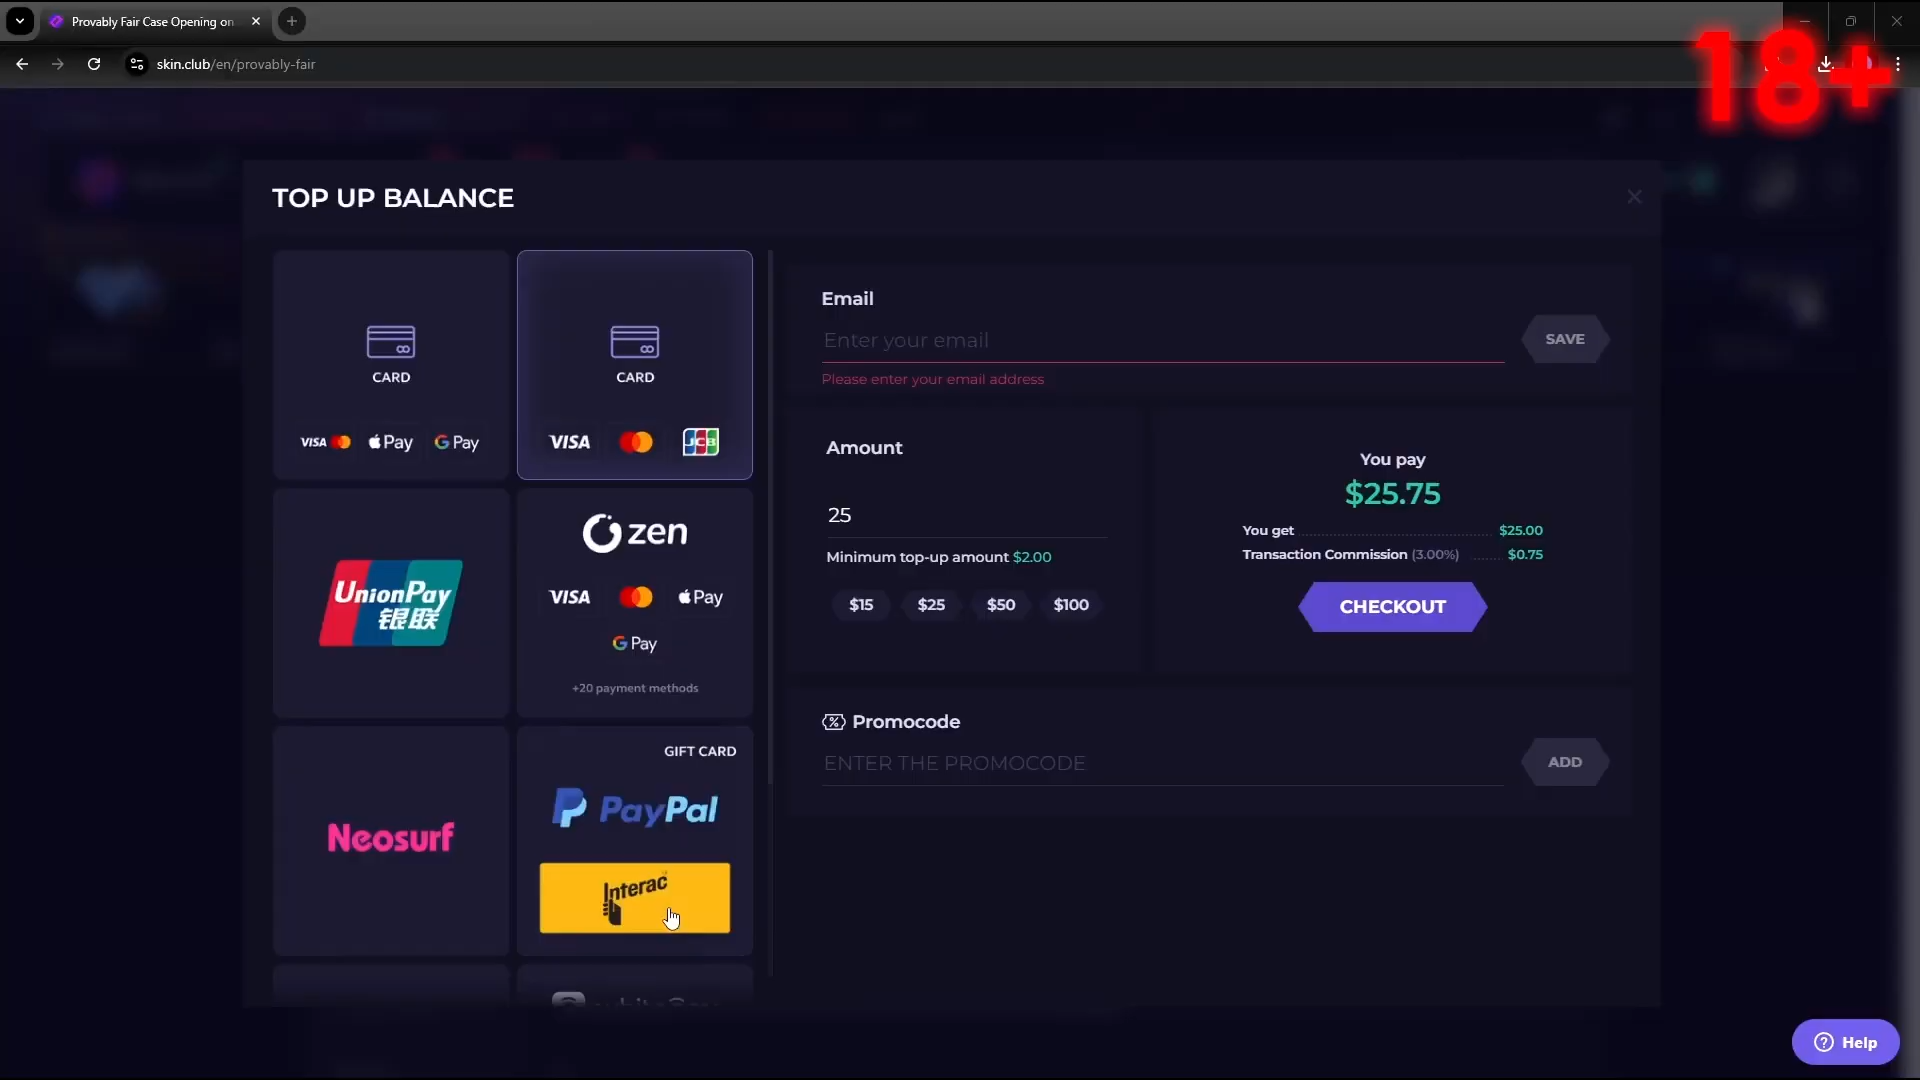 Provably Fair Case Opening on
skin.club/en/provably-fair
18+
TOP UP BALANCE
CARD
VISA Pay G Pay
CARD
VISA JCB
UnionPay
银联
zen
VISA Pay
G Pay
+20 payment methods
Neosurf
GIFT CARD
PayPal
Interac
Email
Enter your email
SAVE
Please enter your email address
Amount
25
Minimum top-up amount $2.00
$15 $25 $50 $100
You pay
$25.75
You get $25.00
Transaction Commission (3.00%) $0.75
CHECKOUT
Promocode
ENTER THE PROMOCODE
ADD
Help